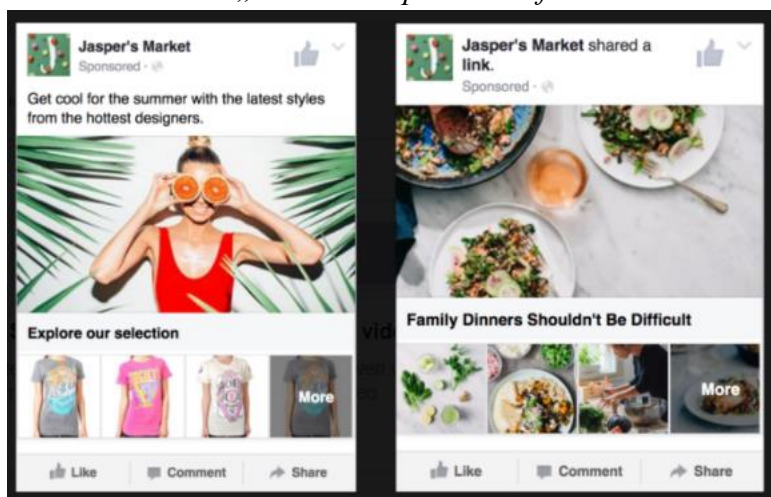 Jasper's Market
Sponsored ·
Get cool for the summer with the latest styles
from the hottest designers.
Explore our selection
More
Like
Comment
Share
Jasper's Market shared a
link.
Sponsored ·
Family Dinners Shouldn't Be Difficult
More
Like
Comment
Share